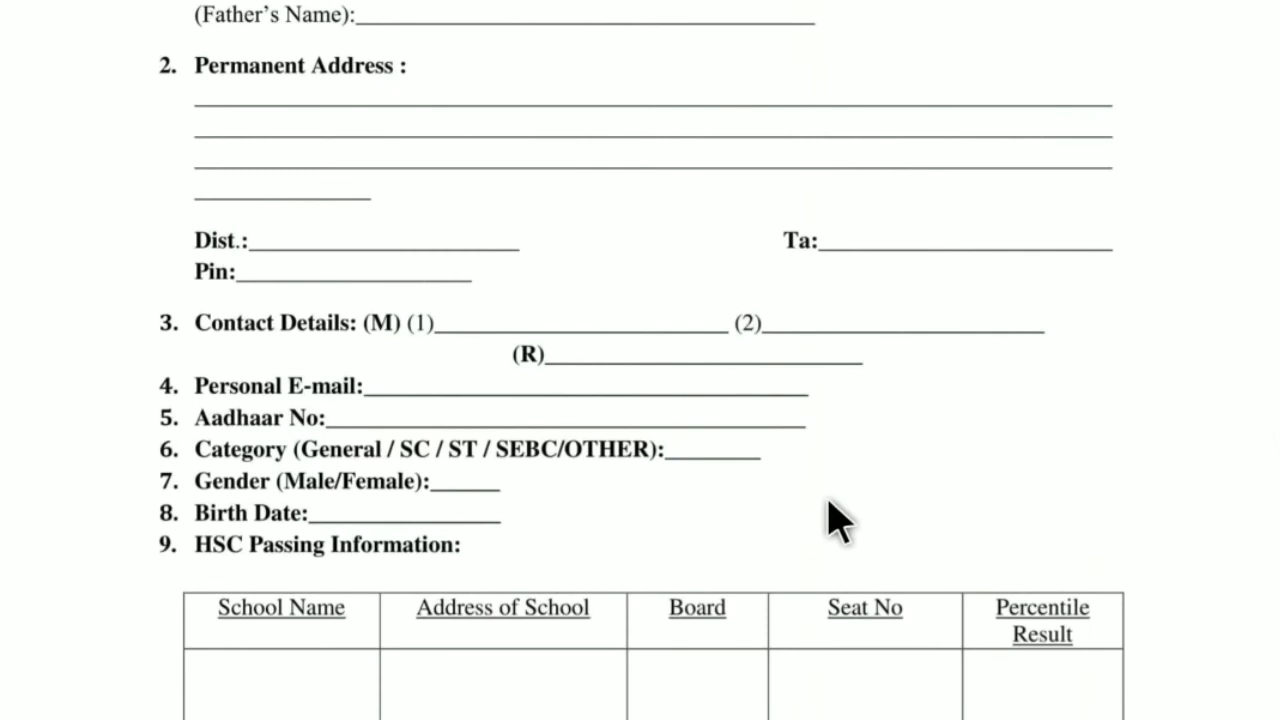 (Father's Name):
2. Permanent Address :
Dist.: Ta:
Pin:
3. Contact Details: (M) (1) (2)
(R)
4. Personal E-mail:
5. Aadhaar No:
6. Category (General / SC / ST / SEBC/OTHER):
7. Gender (Male/Female):
8. Birth Date:
9. HSC Passing Information:
School Name Address of School Board Seat No Percentile
Result